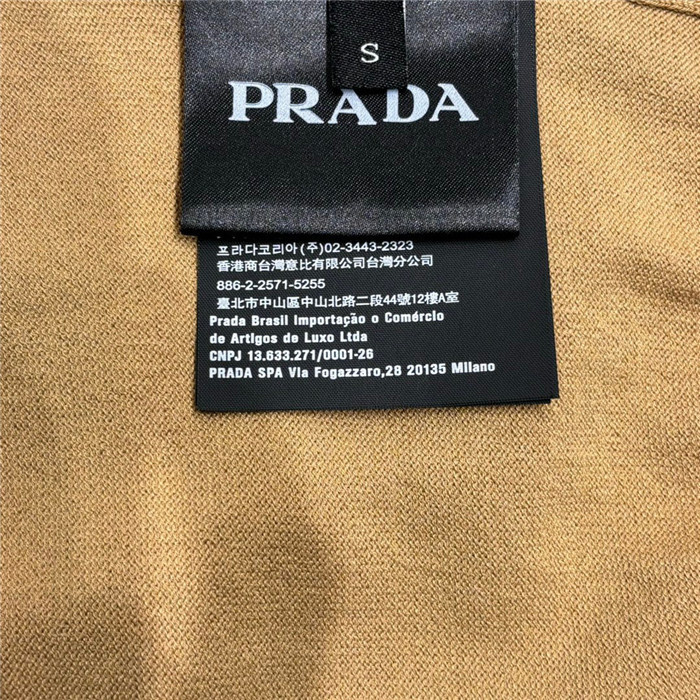 S
PRADA
프라다코리아(주)02-3443-2323
香港商台灣意比有限公司台灣分公司
886-2-2571-5255
臺北市中山區中山北路二段44號12樓A室
Prada Brasil Importação o Comércio
de Artigos de Luxo Ltda
CNPJ 13.633.271/0001-26
PRADA SPA Via Fogazzaro,28 20135 Milano